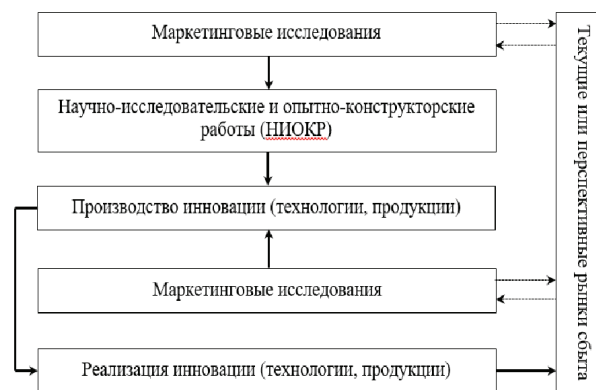 Маркетинговые исследования
Научно-исследовательские и опытно-конструкторские
работы (НИОКР)
Производство инновации (технологии, продукции)
Маркетинговые исследования
Реализация инновации (технологии, продукции)
Текущие или перспективные рынки сбыта